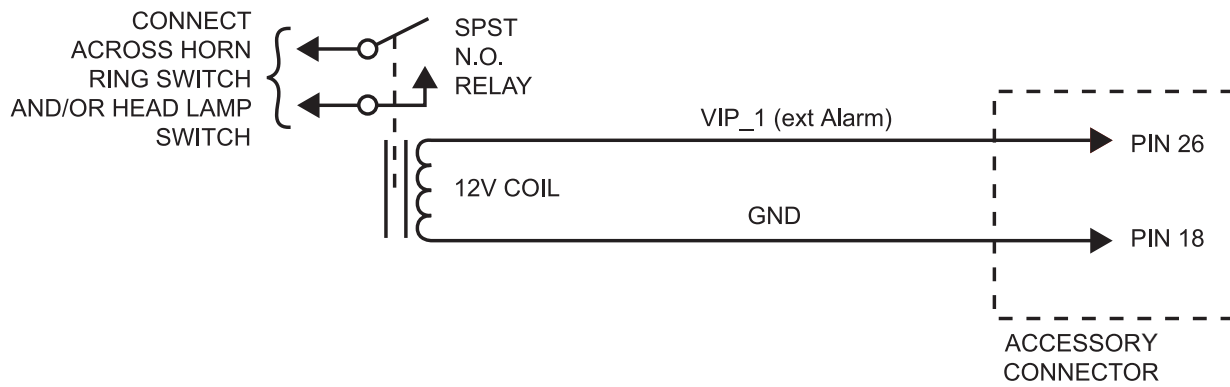 CONNECT
ACROSS HORN
RING SWITCH
AND/OR HEAD LAMP
SWITCH
SPST
N.O.
RELAY
VIP_1 (ext Alarm)
PIN 26
12V COIL
GND
PIN 18
ACCESSORY
CONNECTOR